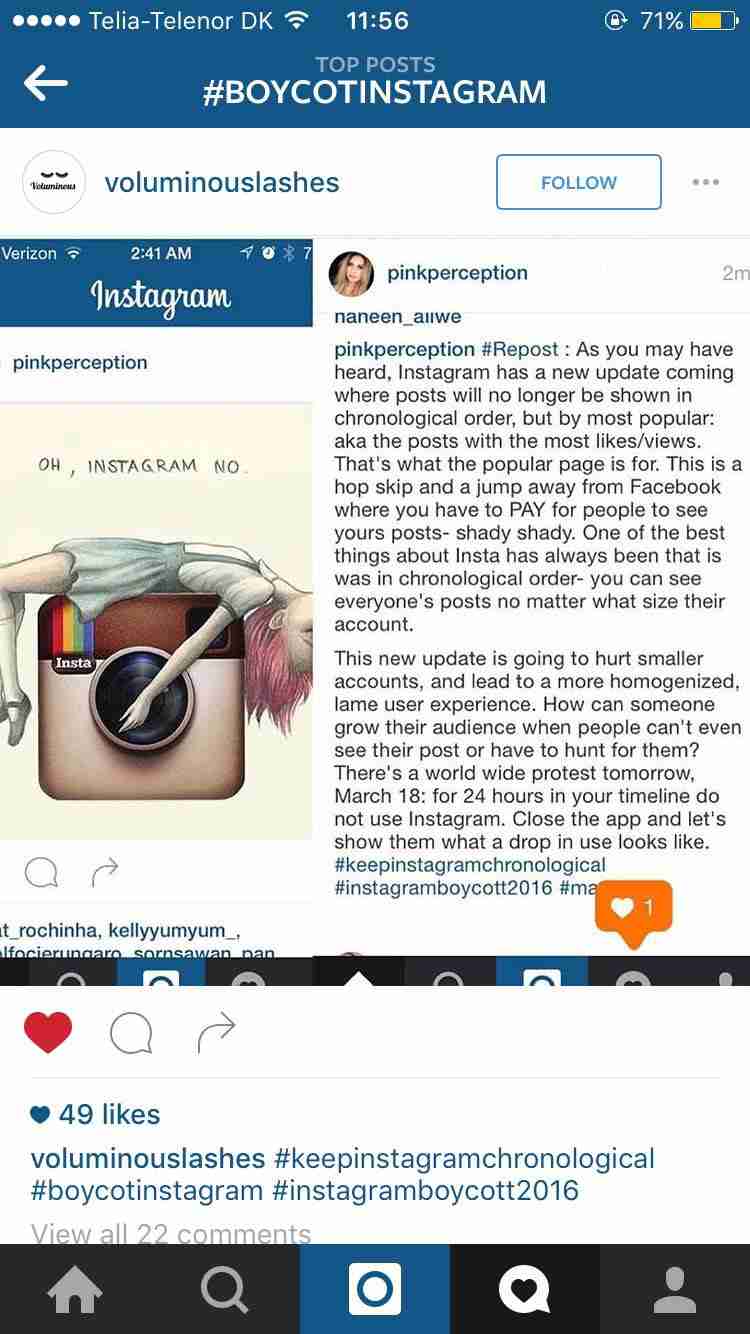 Telia-Telenor DK 11:56 71%
TOP POSTS
#BOYCOTINSTAGRAM
Voluminous
voluminouslashes
FOLLOW
Verizon 2:41 AM 7
Instagram
pinkperception
OH, INSTAGRAM NO.
Insta
at_rochinha, kellyyumyum_,
olfocierungaro, sornsawan_pan
pinkperception 2m
haneen_aliwe
pinkperception #Repost : As you may have
heard, Instagram has a new update coming
where posts will no longer be shown in
chronological order, but by most popular:
aka the posts with the most likes/views.
That's what the popular page is for. This is a
hop skip and a jump away from Facebook
where you have to PAY for people to see
yours posts- shady shady. One of the best
things about Insta has always been that is
was in chronological order- you can see
everyone's posts no matter what size their
account.
This new update is going to hurt smaller
accounts, and lead to a more homogenized,
lame user experience. How can someone
grow their audience when people can't even
see their post or have to hunt for them?
There's a world wide protest tomorrow,
March 18: for 24 hours in your timeline do
not use Instagram. Close the app and let's
show them what a drop in use looks like.
#keepinstagramchronological
#instagramboycott2016 #ma
1
49 likes
voluminouslashes #keepinstagramchronological
#boycotinstagram #instagramboycott2016
View all 22 comments